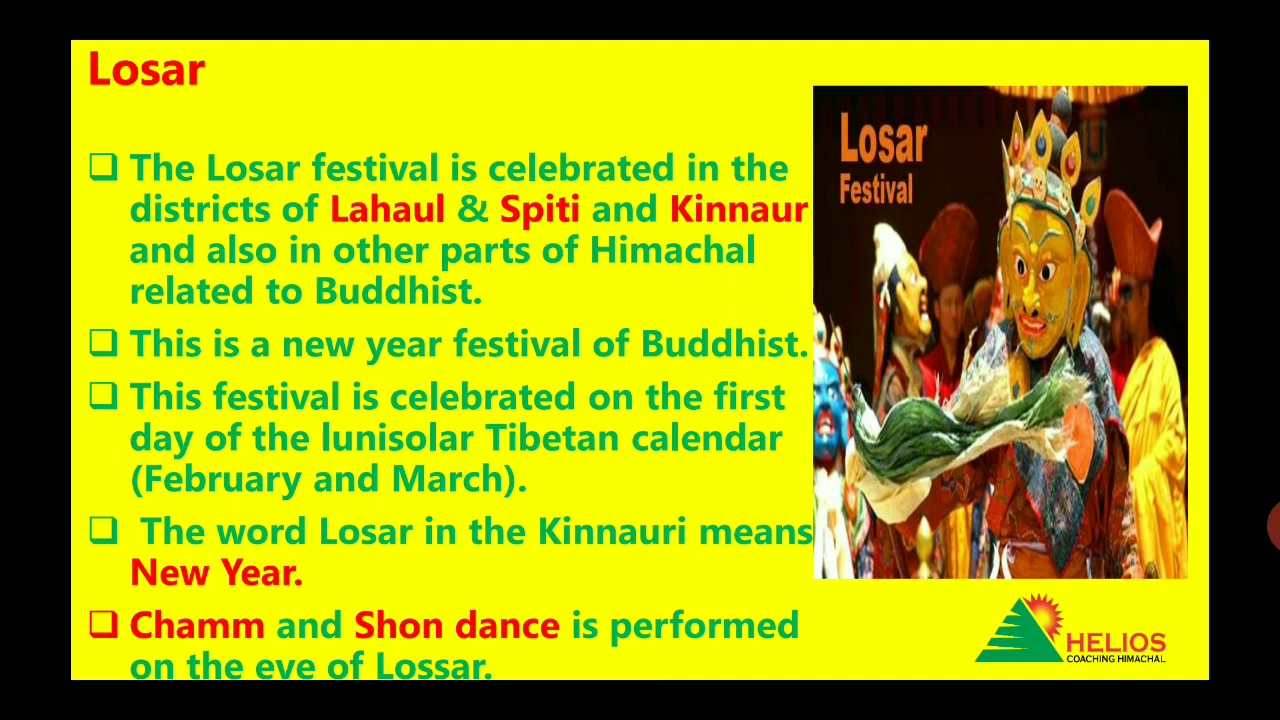 Losar
❑ The Losar festival is celebrated in the
districts of Lahaul & Spiti and Kinnaur
and also in other parts of Himachal
related to Buddhist.
❑ This is a new year festival of Buddhist.
❑ This festival is celebrated on the first
day of the lunisolar Tibetan calendar
(February and March).
❑ The word Losar in the Kinnauri means
New Year.
❑ Chamm and Shon dance is performed
on the eve of Lossar.
Losar
Festival
HELIOS
COACHING HIMACHAL